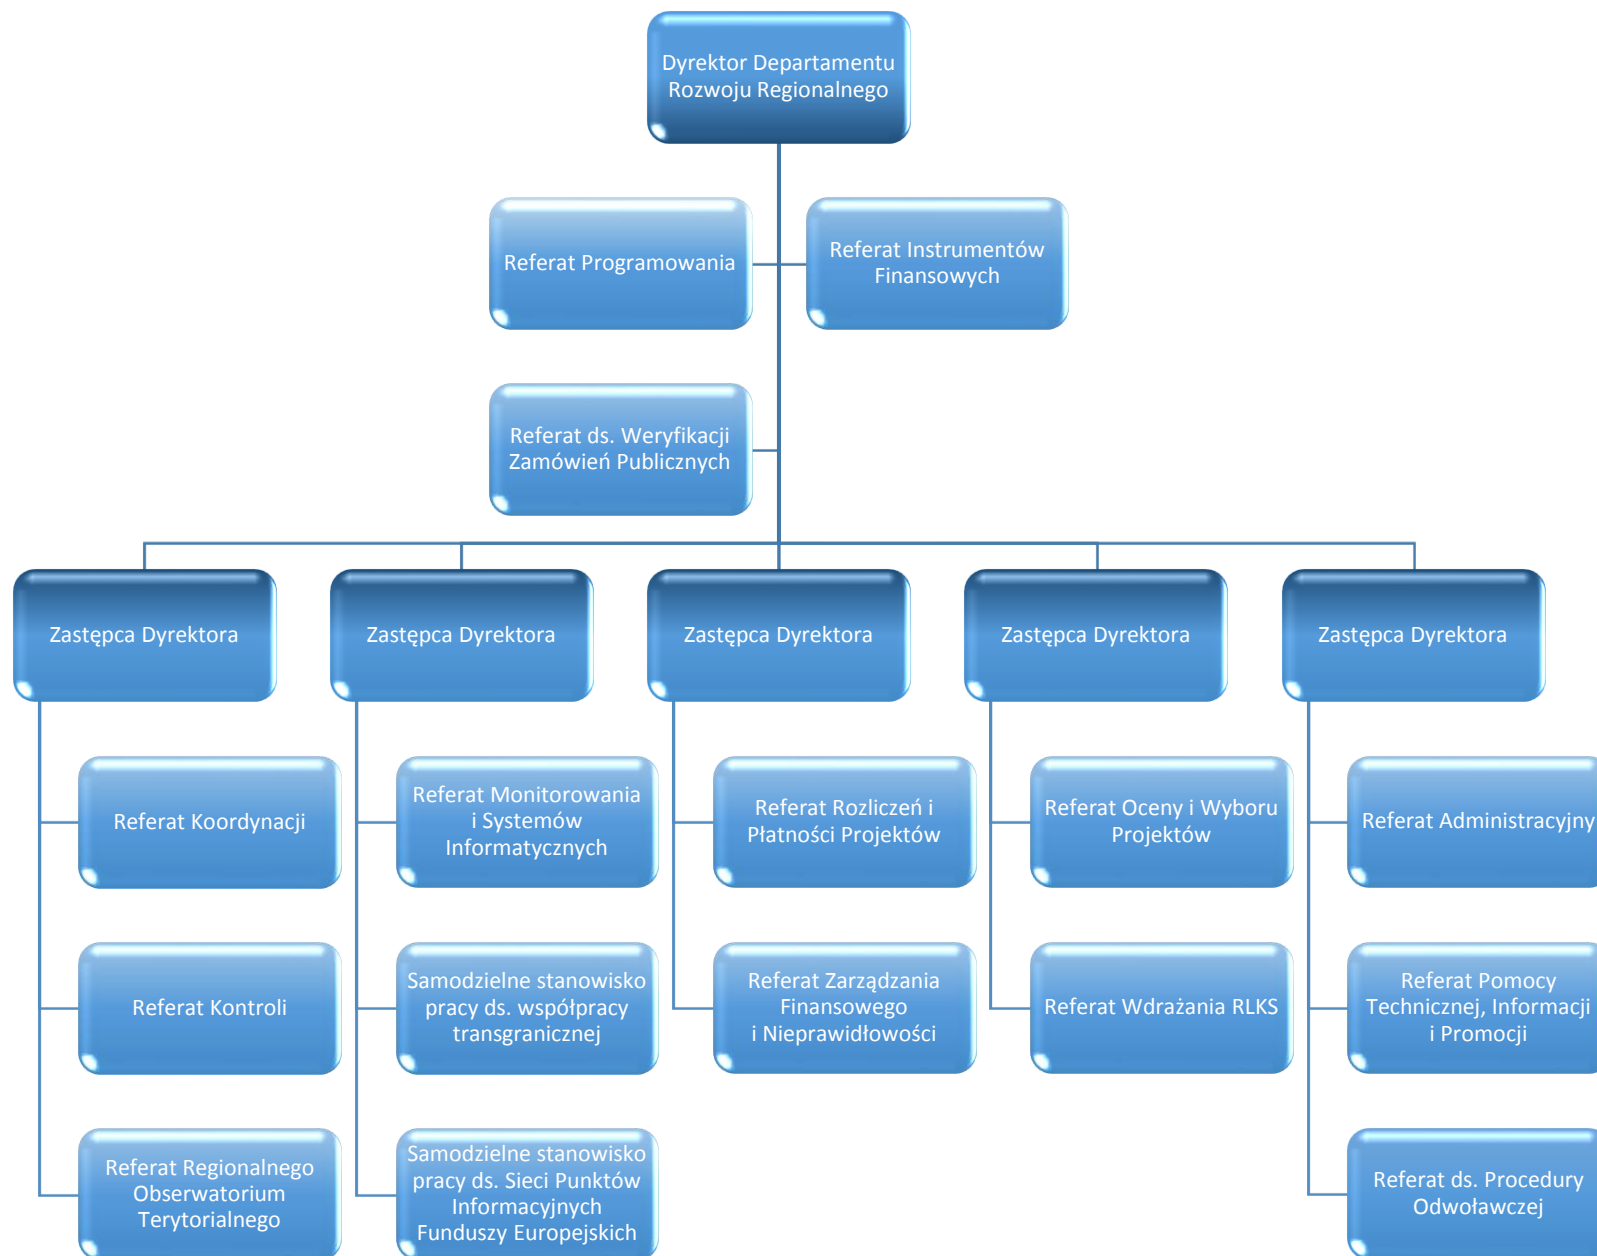 Dyrektor Departamentu
Rozwoju Regionalnego
Referat Programowania
Referat Instrumentów
Finansowych
Referat ds. Weryfikacji
Zamówień Publicznych
Zastępca Dyrektora
Zastępca Dyrektora
Zastępca Dyrektora
Zastępca Dyrektora
Zastępca Dyrektora
Referat Koordynacji
Referat Monitorowania
i Systemów
Informatycznych
Referat Rozliczeń i
Płatności Projektów
Referat Oceny i Wyboru
Projektów
Referat Administracyjny
Referat Kontroli
Samodzielne stanowisko
pracy ds. współpracy
transgranicznej
Referat Zarządzania
Finansowego
i Nieprawidłowości
Referat Wdrażania RLKS
Referat Pomocy
Technicznej, Informacji
i Promocji
Referat Regionalnego
Obserwatorium
Terytorialnego
Samodzielne stanowisko
pracy ds. Sieci Punktów
Informacyjnych
Funduszy Europejskich
Referat ds. Procedury
Odwoławczej